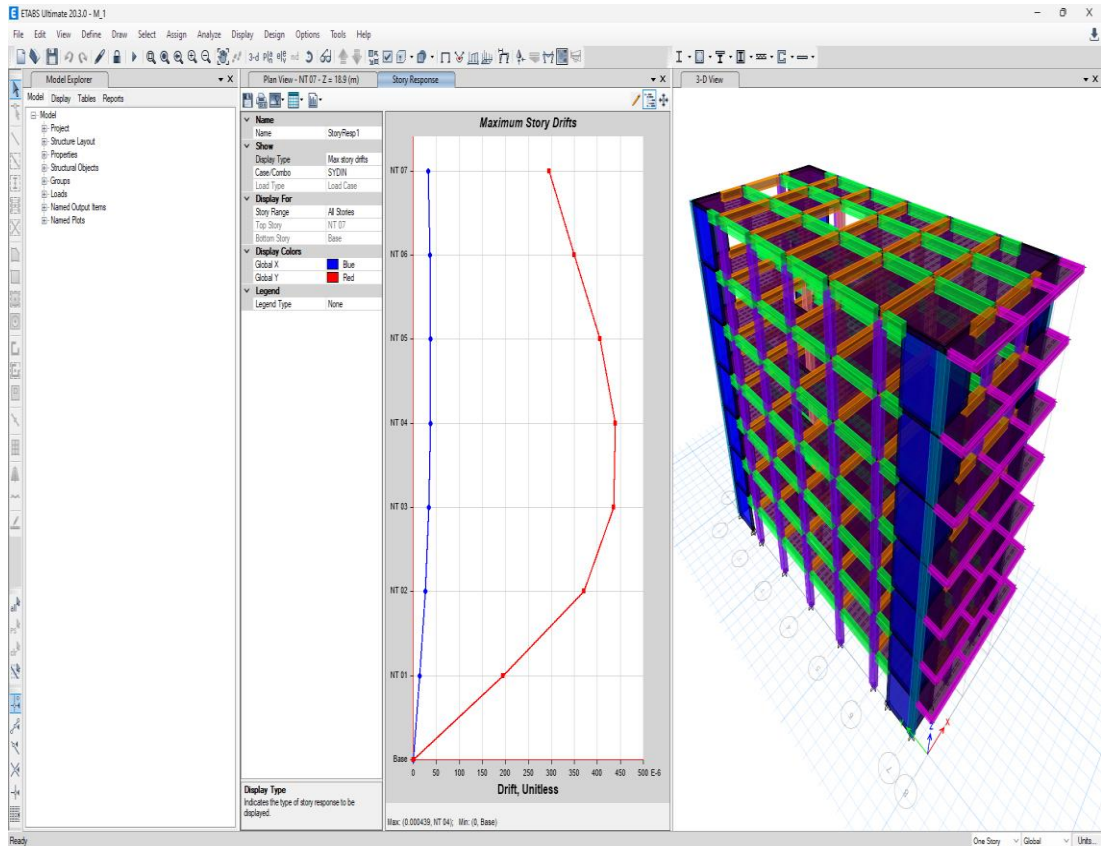 ETABS Ultimate 20.3.0 - M_1
File Edit View Define Draw Select Assign Analyze Display Design Options Tools Help
3-d
Model Explorer
Model Display Tables Reports
Model
Project
Structure Layout
Properties
Structural Objects
Groups
Loads
Named Output Items
Named Plots
Plan View - NT 07 - Z = 18.9 (m)
Story Response
Name
Name StoryResp1
Show
Display Type Max story drifts
Case/Combo SYDIN
Load Type Load Case
Display For
Story Range All Stories
Top Story NT 07
Bottom Story Base
Display Colors
Global X Blue
Global Y Red
Legend
Legend Type None
Display Type
Indicates the type of story response to be
displayed.
Maximum Story Drifts
NT 07
NT 06
NT 05
NT 04
NT 03
NT 02
NT 01
Base
0 50 100 150 200 250 300 350 400 450 500 E-6
Drift, Unitless
Max: (0.000439, NT 04); Min: (0, Base)
3-D View
Z
X
Ready
One Story Global Units...